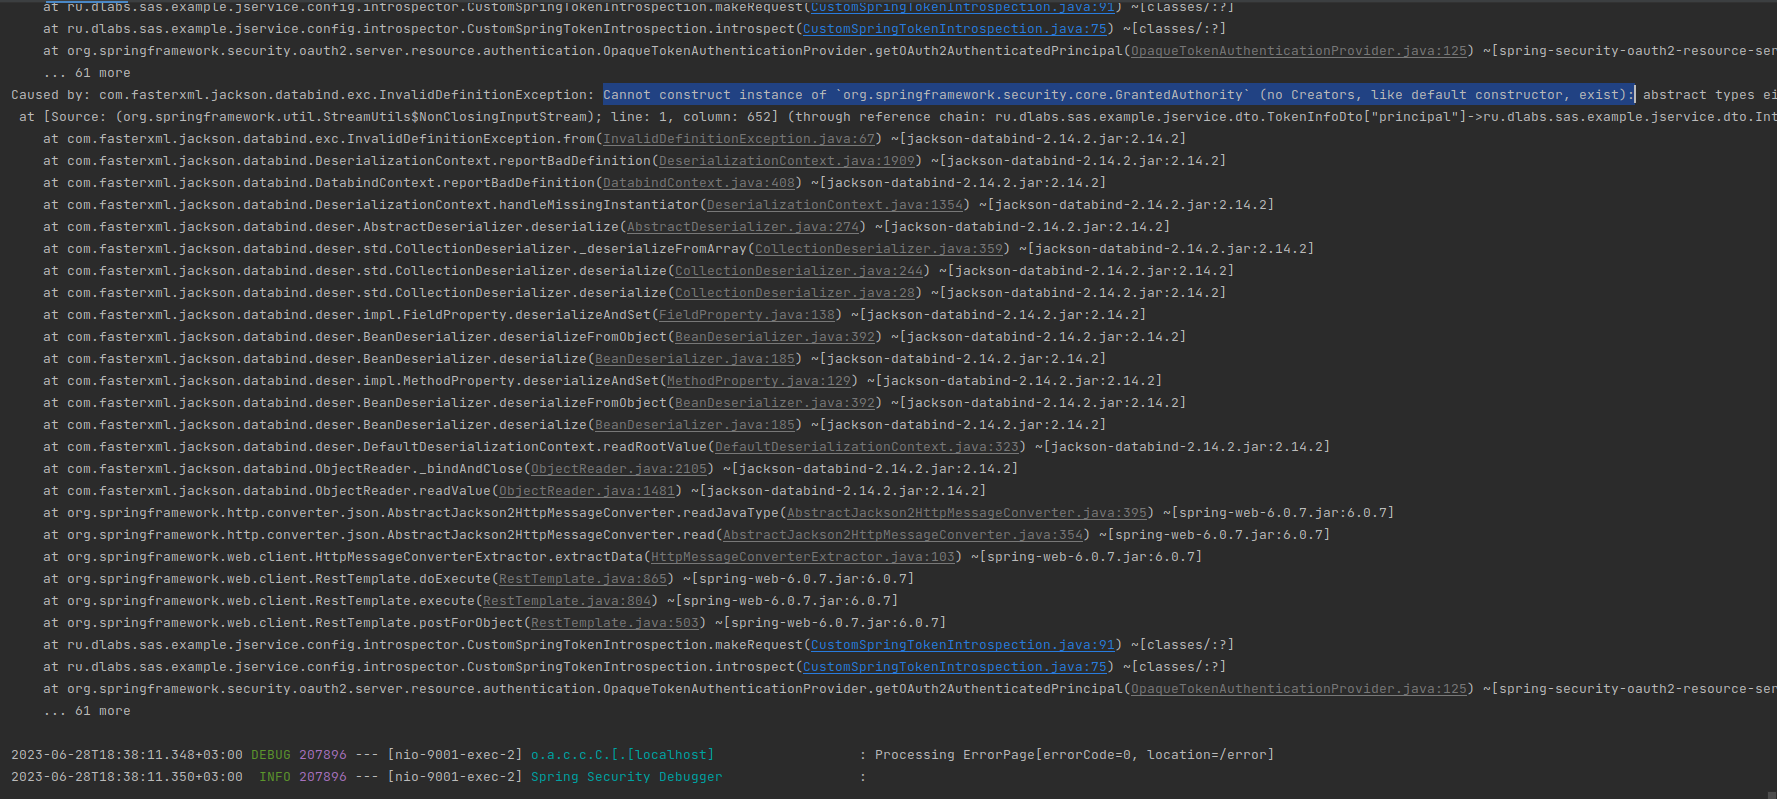 at ru.dlabs.sas.example.jservice.config.introspector.CustomSpringTokenIntrospection.makeRequest(CustomSpringTokenIntrospection.java:91) ~[classes/:?]
at ru.dlabs.sas.example.jservice.config.introspector.CustomSpringTokenIntrospection.introspect(CustomSpringTokenIntrospection.java:75) ~[classes/:?]
at org.springframework.security.oauth2.server.resource.authentication.OpaqueTokenAuthenticationProvider.getOAuth2AuthenticatedPrincipal(OpaqueTokenAuthenticationProvider.java:125) ~[spring-security-oauth2-resource-ser
... 61 more
Caused by: com.fasterxml.jackson.databind.exc.InvalidDefinitionException: Cannot construct instance of `org.springframework.security.core.GrantedAuthority` (no Creators, like default constructor, exist): abstract types ei
at [Source: (org.springframework.util.StreamUtils$NonClosingInputStream); line: 1, column: 652] (through reference chain: ru.dlabs.sas.example.jservice.dto.TokenInfoDto["principal"]->ru.dlabs.sas.example.jservice.dto.Int
at com.fasterxml.jackson.databind.exc.InvalidDefinitionException.from(InvalidDefinitionException.java:67) ~[jackson-databind-2.14.2.jar:2.14.2]
at com.fasterxml.jackson.databind.DeserializationContext.reportBadDefinition(DeserializationContext.java:1909) ~[jackson-databind-2.14.2.jar:2.14.2]
at com.fasterxml.jackson.databind.DatabindContext.reportBadDefinition(DatabindContext.java:408) ~[jackson-databind-2.14.2.jar:2.14.2]
at com.fasterxml.jackson.databind.DeserializationContext.handleMissingInstantiator(DeserializationContext.java:1354) ~[jackson-databind-2.14.2.jar:2.14.2]
at com.fasterxml.jackson.databind.deser.AbstractDeserializer.deserialize(AbstractDeserializer.java:274) ~[jackson-databind-2.14.2.jar:2.14.2]
at com.fasterxml.jackson.databind.deser.std.CollectionDeserializer._deserializeFromArray(CollectionDeserializer.java:359) ~[jackson-databind-2.14.2.jar:2.14.2]
at com.fasterxml.jackson.databind.deser.std.CollectionDeserializer.deserialize(CollectionDeserializer.java:244) ~[jackson-databind-2.14.2.jar:2.14.2]
at com.fasterxml.jackson.databind.deser.std.CollectionDeserializer.deserialize(CollectionDeserializer.java:28) ~[jackson-databind-2.14.2.jar:2.14.2]
at com.fasterxml.jackson.databind.deser.impl.FieldProperty.deserializeAndSet(FieldProperty.java:138) ~[jackson-databind-2.14.2.jar:2.14.2]
at com.fasterxml.jackson.databind.deser.BeanDeserializer.deserializeFromObject(BeanDeserializer.java:392) ~[jackson-databind-2.14.2.jar:2.14.2]
at com.fasterxml.jackson.databind.deser.BeanDeserializer.deserialize(BeanDeserializer.java:185) ~[jackson-databind-2.14.2.jar:2.14.2]
at com.fasterxml.jackson.databind.deser.impl.MethodProperty.deserializeAndSet(MethodProperty.java:129) ~[jackson-databind-2.14.2.jar:2.14.2]
at com.fasterxml.jackson.databind.deser.BeanDeserializer.deserializeFromObject(BeanDeserializer.java:392) ~[jackson-databind-2.14.2.jar:2.14.2]
at com.fasterxml.jackson.databind.deser.BeanDeserializer.deserialize(BeanDeserializer.java:185) ~[jackson-databind-2.14.2.jar:2.14.2]
at com.fasterxml.jackson.databind.deser.DefaultDeserializationContext.readRootValue(DefaultDeserializationContext.java:323) ~[jackson-databind-2.14.2.jar:2.14.2]
at com.fasterxml.jackson.databind.ObjectReader._bindAndClose(ObjectReader.java:2105) ~[jackson-databind-2.14.2.jar:2.14.2]
at com.fasterxml.jackson.databind.ObjectReader.readValue(ObjectReader.java:1481) ~[jackson-databind-2.14.2.jar:2.14.2]
at org.springframework.http.converter.json.AbstractJackson2HttpMessageConverter.readJavaType(AbstractJackson2HttpMessageConverter.java:395) ~[spring-web-6.0.7.jar:6.0.7]
at org.springframework.http.converter.json.AbstractJackson2HttpMessageConverter.read(AbstractJackson2HttpMessageConverter.java:354) ~[spring-web-6.0.7.jar:6.0.7]
at org.springframework.web.client.HttpMessageConverterExtractor.extractData(HttpMessageConverterExtractor.java:103) ~[spring-web-6.0.7.jar:6.0.7]
at org.springframework.web.client.RestTemplate.doExecute(RestTemplate.java:865) ~[spring-web-6.0.7.jar:6.0.7]
at org.springframework.web.client.RestTemplate.execute(RestTemplate.java:804) ~[spring-web-6.0.7.jar:6.0.7]
at org.springframework.web.client.RestTemplate.postForObject(RestTemplate.java:503) ~[spring-web-6.0.7.jar:6.0.7]
at ru.dlabs.sas.example.jservice.config.introspector.CustomSpringTokenIntrospection.makeRequest(CustomSpringTokenIntrospection.java:91) ~[classes/:?]
at ru.dlabs.sas.example.jservice.config.introspector.CustomSpringTokenIntrospection.introspect(CustomSpringTokenIntrospection.java:75) ~[classes/:?]
at org.springframework.security.oauth2.server.resource.authentication.OpaqueTokenAuthenticationProvider.getOAuth2AuthenticatedPrincipal(OpaqueTokenAuthenticationProvider.java:125) ~[spring-security-oauth2-resource-ser
... 61 more
2023-06-28T18:38:11.348+03:00 DEBUG 207896 --- [nio-9001-exec-2] o.a.c.c.C.[.[localhost] : Processing ErrorPage[errorCode=0, location=/error]
2023-06-28T18:38:11.350+03:00 INFO 207896 --- [nio-9001-exec-2] Spring Security Debugger :